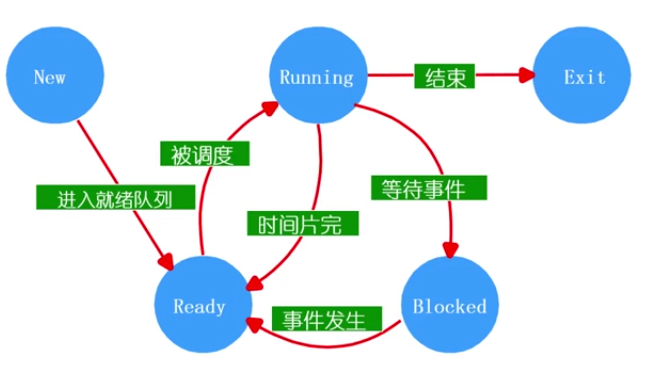 New
Running
结束
Exit
被调度
进入就绪队列
等待事件
时间片完
Ready
Blocked
事件发生